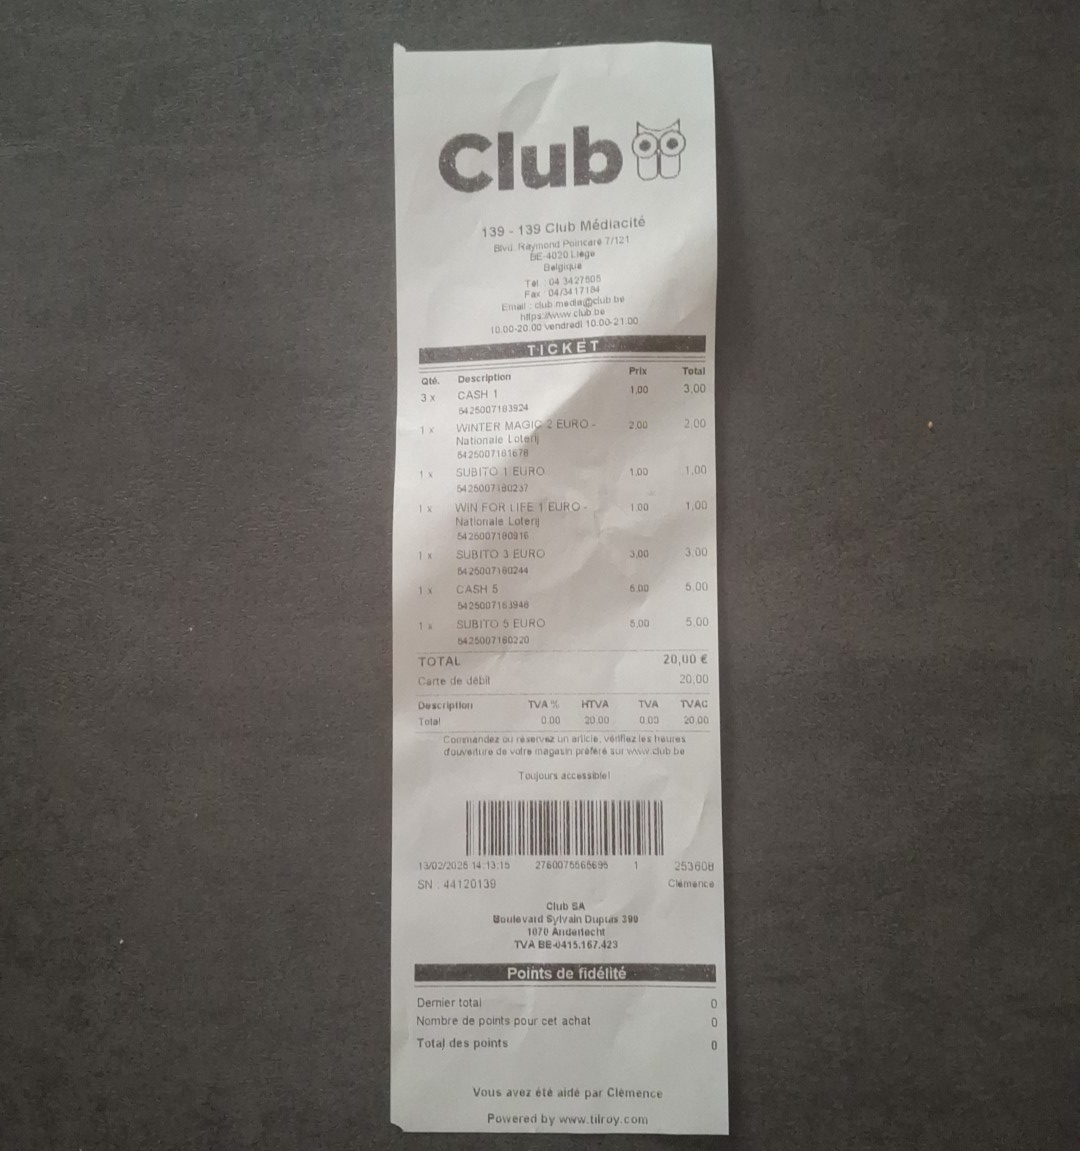 Club
139 - 139 Club Médiacité
Blvd. Raymond Poincaré 7/121
BE-4020 Liège
Belgique
Tél. : 04 3427605
Fax : 04/3417184
Email : club.media@club.be
https://www.club.be
10.00-20.00 vendredi 10.00-21.00
TICKET
Qté. Description Prix Total
3 x CASH 1 1,00 3,00
5425007183924
1 x WINTER MAGIC 2 EURO - 2,00 2,00
Nationale Loterij
5425007181678
1 x SUBITO 1 EURO 1,00 1,00
5425007180237
1 x WIN FOR LIFE 1 EURO - 1,00 1,00
Nationale Loterij
5425007180916
1 x SUBITO 3 EURO 3,00 3,00
5425007180244
1 x CASH 5 5,00 5,00
5425007183948
1 x SUBITO 5 EURO 5,00 5,00
5425007180220
TOTAL 20,00 €
Carte de débit 20,00
Description TVA % HTVA TVA TVAC
Total 0.00 20.00 0.00 20.00
Commandez ou réservez un article, vérifiez les heures
d'ouverture de votre magasin préféré sur www.club.be
Toujours accessible!
13/02/2025 14:13:15 2760075565695 1 253608
SN : 44120139 Clémence
Club SA
Boulevard Sylvain Dupuis 399
1070 Anderlecht
TVA BE-0415.167.423
Points de fidélité
Dernier total 0
Nombre de points pour cet achat 0
Total des points 0
Vous avez été aidé par Clémence
Powered by www.tilroy.com